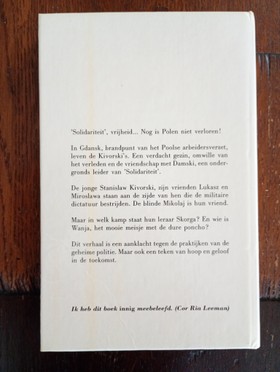 'Solidariteit', vrijheid... Nog is Polen niet verloren!
In Gdansk, brandpunt van het Poolse arbeidersverzet,
leven de Kivorski's. Een verdacht gezin, omwille van
het verleden en de vriendschap met Damski, een onder-
gronds leider van 'Solidariteit'.
De jonge Stanislaw Kivorski, zijn vrienden Lukasz en
Miroslawa staan aan de zijde van hen die de militaire
dictatuur bestrijden. De blinde Mikolaj is hun vriend.
Maar in welk kamp staat hun leraar Skorga? En wie is
Wanja, het mooie meisje met de dure poncho?
Dit verhaal is een aanklacht tegen de praktijken van de
geheime politie. Maar ook een teken van hoop en geloof
in de toekomst.
Ik heb dit boek innig meebeleefd. (Cor Ria Leeman)